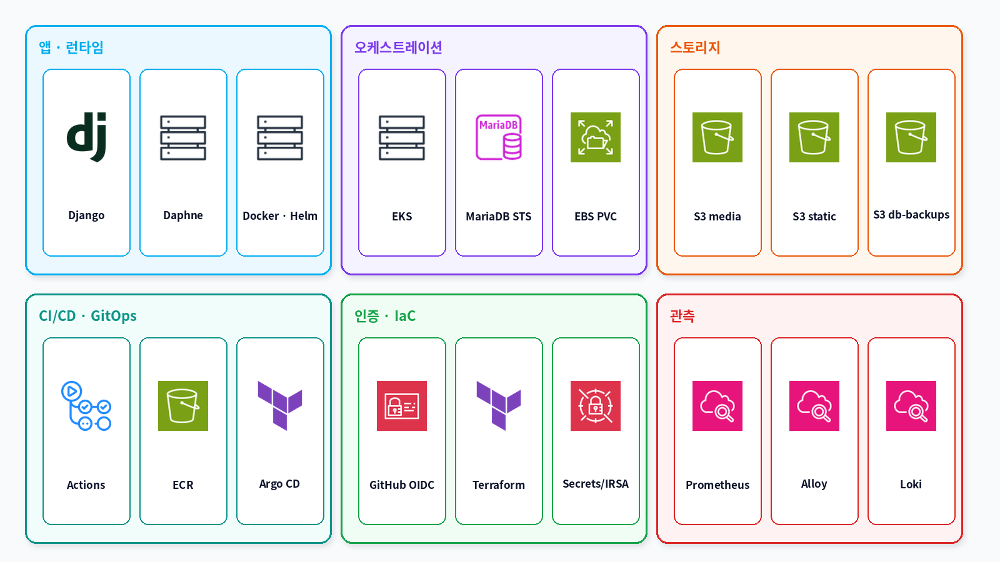 앱 · 런타임
Django
Daphne
Docker · Helm
오케스트레이션
EKS
MariaDB
MariaDB STS
EBS PVC
스토리지
S3 media
S3 static
S3 db-backups
CI/CD · GitOps
Actions
ECR
Argo CD
인증 · IaC
GitHub OIDC
Terraform
Secrets/IRSA
관측
Prometheus
Alloy
Loki